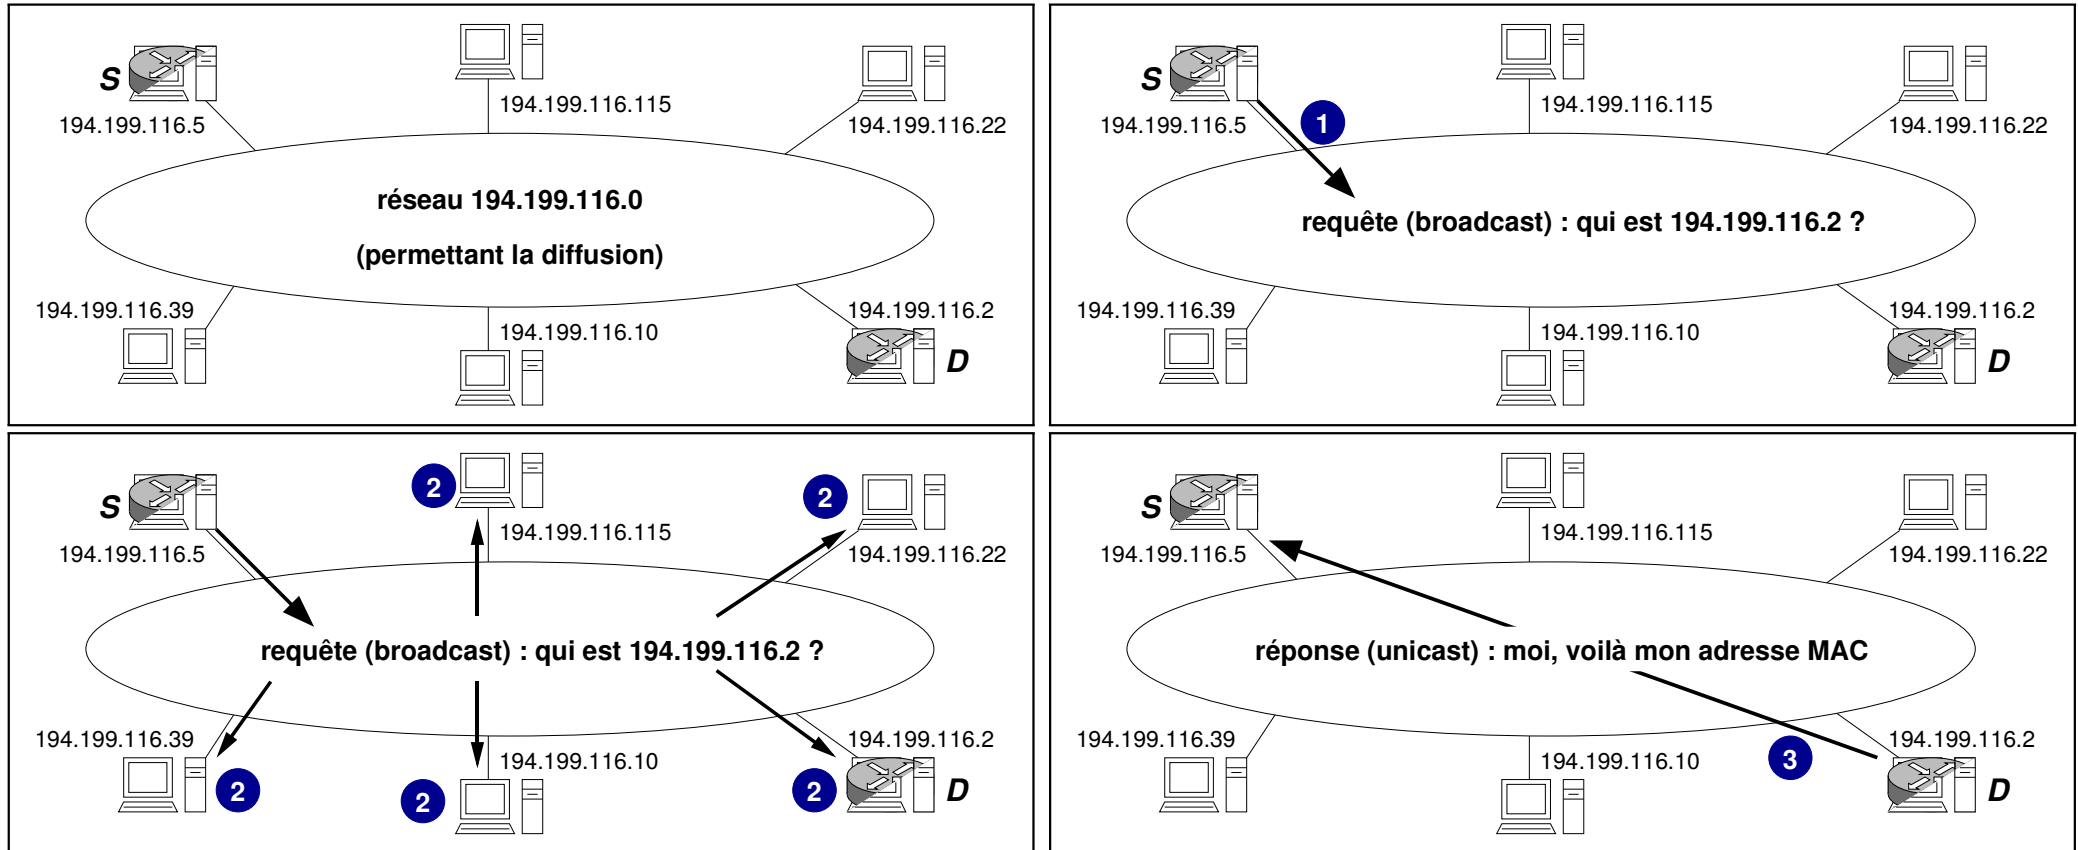 S
194.199.116.5
194.199.116.115
194.199.116.22
réseau 194.199.116.0
(permettant la diffusion)
194.199.116.39
194.199.116.10
194.199.116.2
D
S
194.199.116.5
1
194.199.116.115
194.199.116.22
requête (broadcast) : qui est 194.199.116.2 ?
194.199.116.39
194.199.116.10
194.199.116.2
D
S
194.199.116.5
2
194.199.116.115
2
194.199.116.22
requête (broadcast) : qui est 194.199.116.2 ?
194.199.116.39
2
194.199.116.10
2
194.199.116.2
2
D
S
194.199.116.5
194.199.116.115
194.199.116.22
réponse (unicast) : moi, voilà mon adresse MAC
194.199.116.39
194.199.116.10
3
194.199.116.2
D